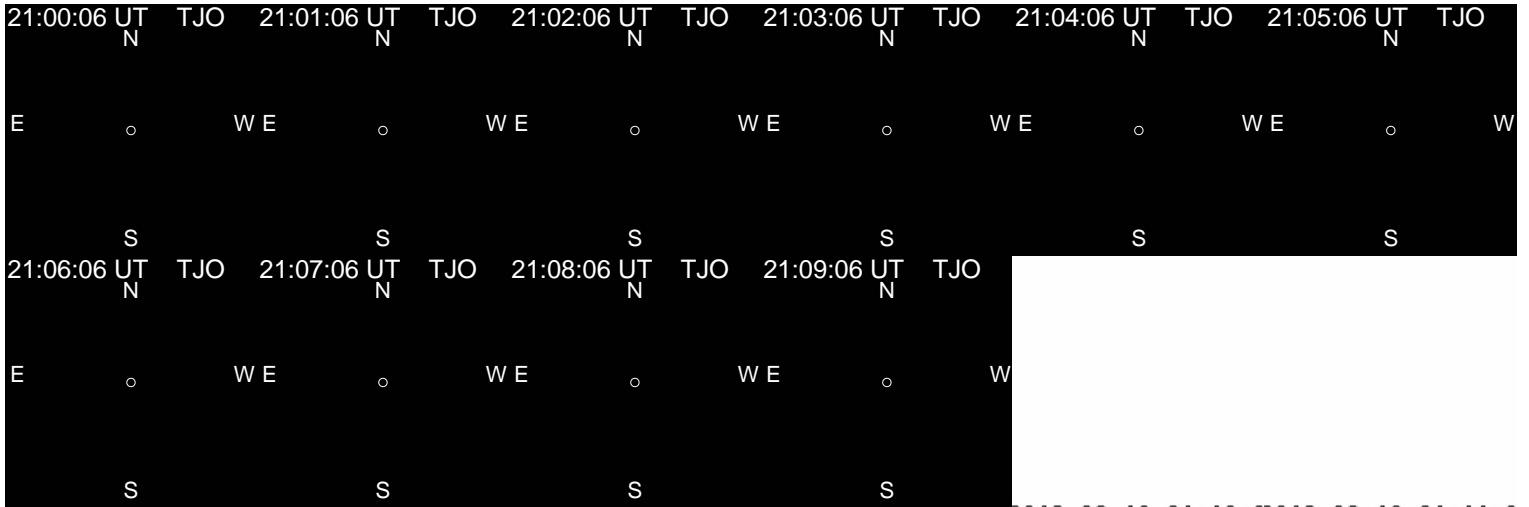 21:00:06 UT TJO 21:01:06 UT TJO 21:02:06 UT TJO 21:03:06 UT TJO 21:04:06 UT TJO 21:05:06 UT TJO
N N N N N N
E W E W E W E W E W E W
S S S S S S
21:06:06 UT TJO 21:07:06 UT TJO 21:08:06 UT TJO 21:09:06 UT TJO
N N N N
E W E W E W E W
S S S S